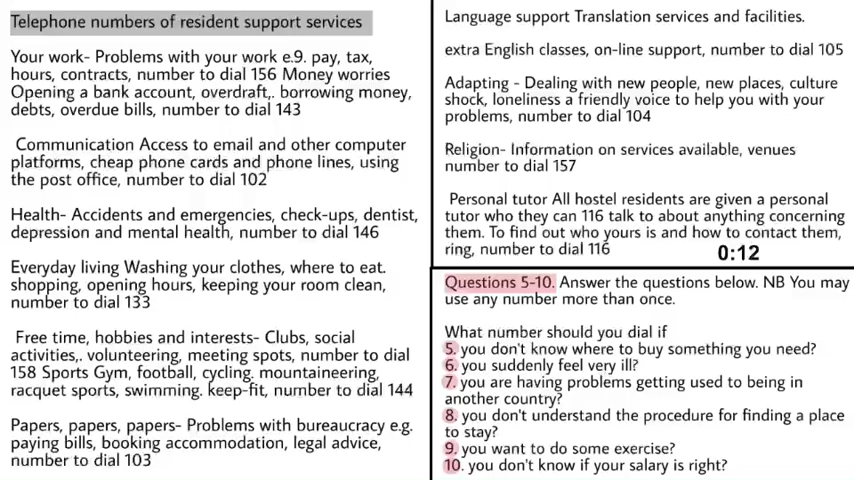 Telephone numbers of resident support services
Your work- Problems with your work e.9. pay, tax,
hours, contracts, number to dial 156 Money worries
Opening a bank account, overdraft,. borrowing money,
debts, overdue bills, number to dial 143
Communication Access to email and other computer
platforms, cheap phone cards and phone lines, using
the post office, number to dial 102
Health- Accidents and emergencies, check-ups, dentist,
depression and mental health, number to dial 146
Everyday living Washing your clothes, where to eat.
shopping, opening hours, keeping your room clean,
number to dial 133
Free time, hobbies and interests- Clubs, social
activities,. volunteering, meeting spots, number to dial
158 Sports Gym, football, cycling. mountaineering,
racquet sports, swimming. keep-fit, number to dial 144
Papers, papers, papers- Problems with bureaucracy e.g.
paying bills, booking accommodation, legal advice,
number to dial 103
Language support Translation services and facilities.
extra English classes, on-line support, number to dial 105
Adapting - Dealing with new people, new places, culture
shock, loneliness a friendly voice to help you with your
problems, number to dial 104
Religion- Information on services available, venues
number to dial 157
Personal tutor All hostel residents are given a personal
tutor who they can 116 talk to about anything concerning
them. To find out who yours is and how to contact them,
ring, number to dial 116
0:12
Questions 5-10. Answer the questions below. NB You may
use any number more than once.
What number should you dial if
5. you don't know where to buy something you need?
6. you suddenly feel very ill?
7. you are having problems getting used to being in
another country?
8. you don't understand the procedure for finding a place
to stay?
9. you want to do some exercise?
10. you don't know if your salary is right?